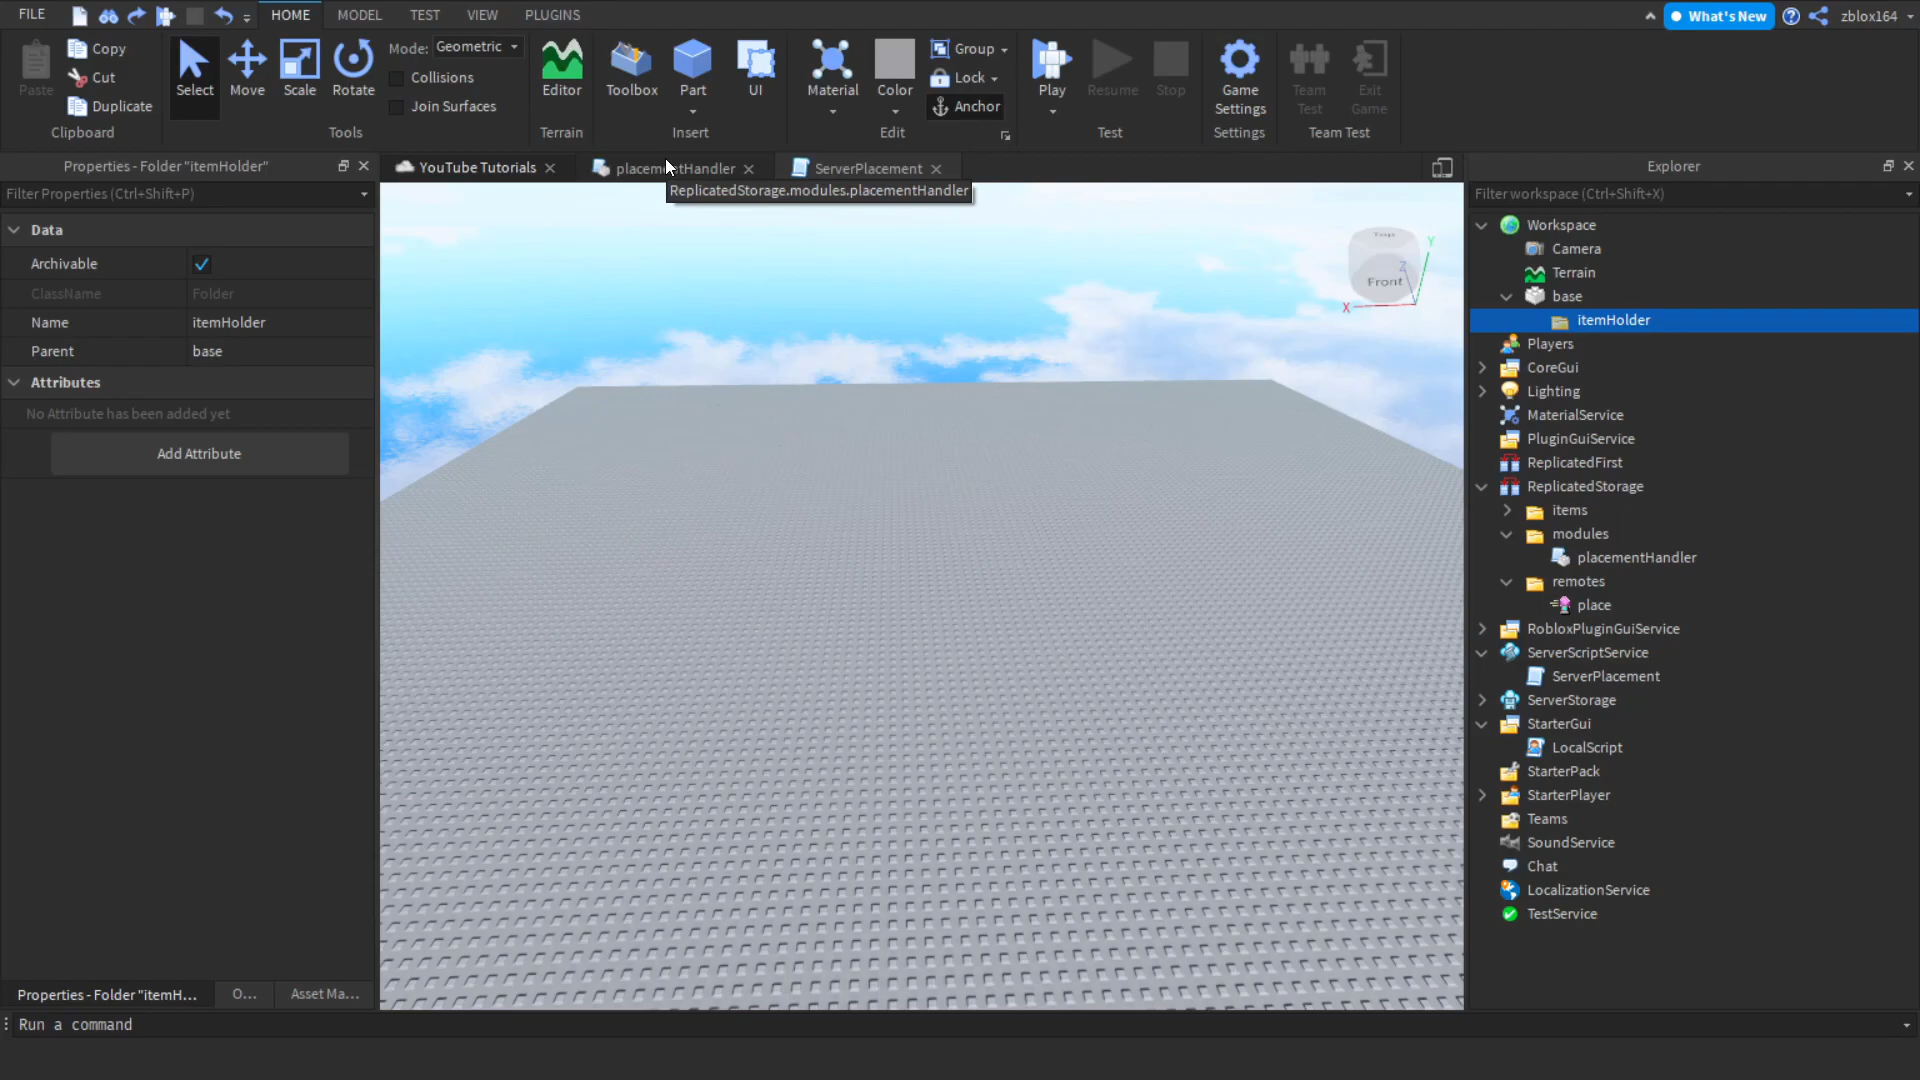 FILE
HOME
MODEL
TEST
VIEW
PLUGINS
What's New
zblox164
Paste
Copy
Cut
Duplicate
Clipboard
Select
Move
Scale
Rotate
Mode: Geometric
Collisions
Join Surfaces
Tools
Editor
Terrain
Toolbox
Part
UI
Insert
Material
Color
Group
Lock
Anchor
Edit
Play
Resume
Stop
Test
Game
Settings
Settings
Team
Test
Exit
Game
Team Test
Properties - Folder "itemHolder"
Filter Properties (Ctrl+Shift+P)
Data
Archivable
ClassName Folder
Name itemHolder
Parent base
Attributes
No Attribute has been added yet
Add Attribute
Properties - Folder "itemH...
O...
Asset Ma...
YouTube Tutorials
placementHandler
ServerPlacement
ReplicatedStorage.modules.placementHandler
Front
Y
Z
X
Explorer
Filter workspace (Ctrl+Shift+X)
Workspace
Camera
Terrain
base
itemHolder
Players
CoreGui
Lighting
MaterialService
PluginGuiService
ReplicatedFirst
ReplicatedStorage
items
modules
placementHandler
remotes
place
RobloxPluginGuiService
ServerScriptService
ServerPlacement
ServerStorage
StarterGui
LocalScript
StarterPack
StarterPlayer
Teams
SoundService
Chat
LocalizationService
TestService
Run a command